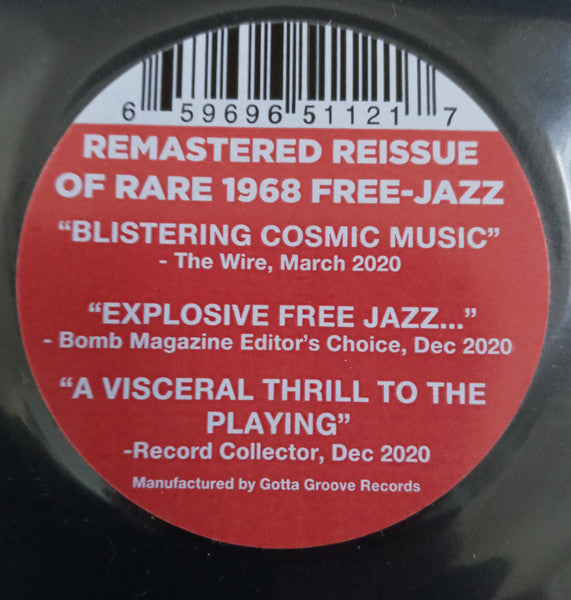 6 59696 51121 7
REMASTERED REISSUE
OF RARE 1968 FREE-JAZZ
“BLISTERING COSMIC MUSIC”
- The Wire, March 2020
“EXPLOSIVE FREE JAZZ...”
- Bomb Magazine Editor’s Choice, Dec 2020
“A VISCERAL THRILL TO THE
PLAYING”
-Record Collector, Dec 2020
Manufactured by Gotta Groove Records